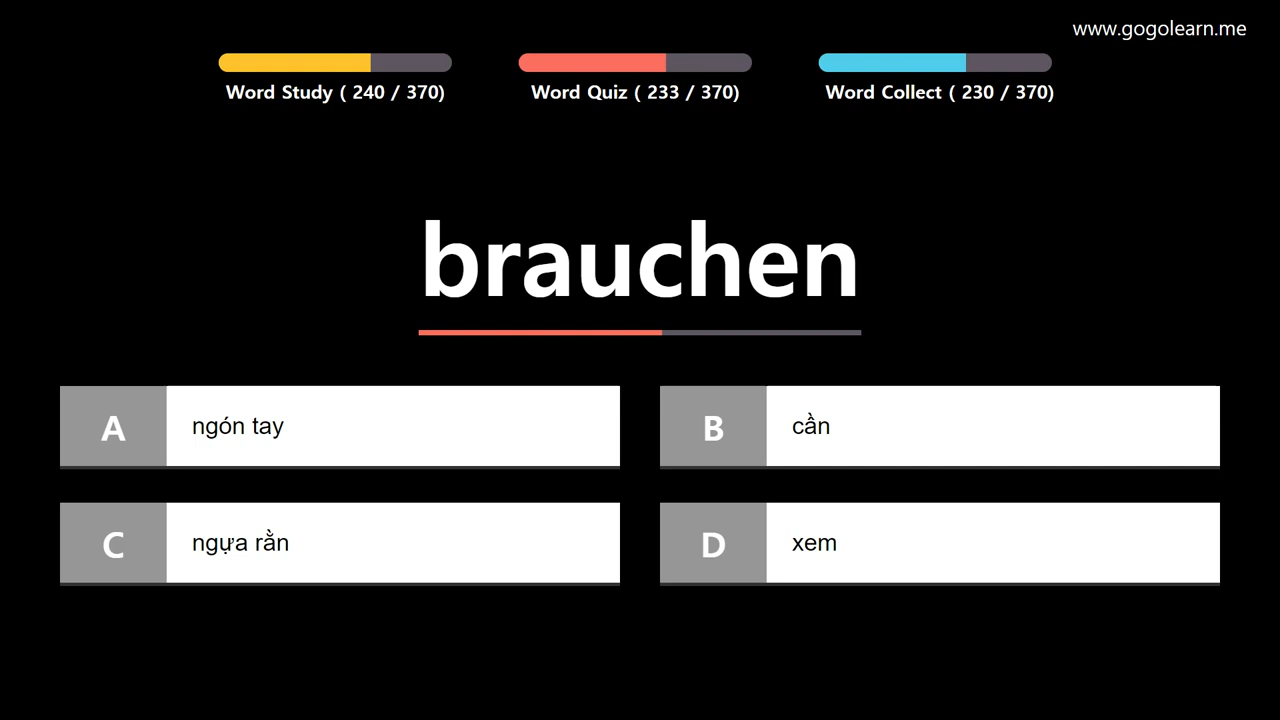 www.gogolearn.me
Word Study ( 240 / 370)
Word Quiz ( 233 / 370)
Word Collect ( 230 / 370)
brauchen
A
ngón tay
B
cần
C
ngựa rằn
D
xem